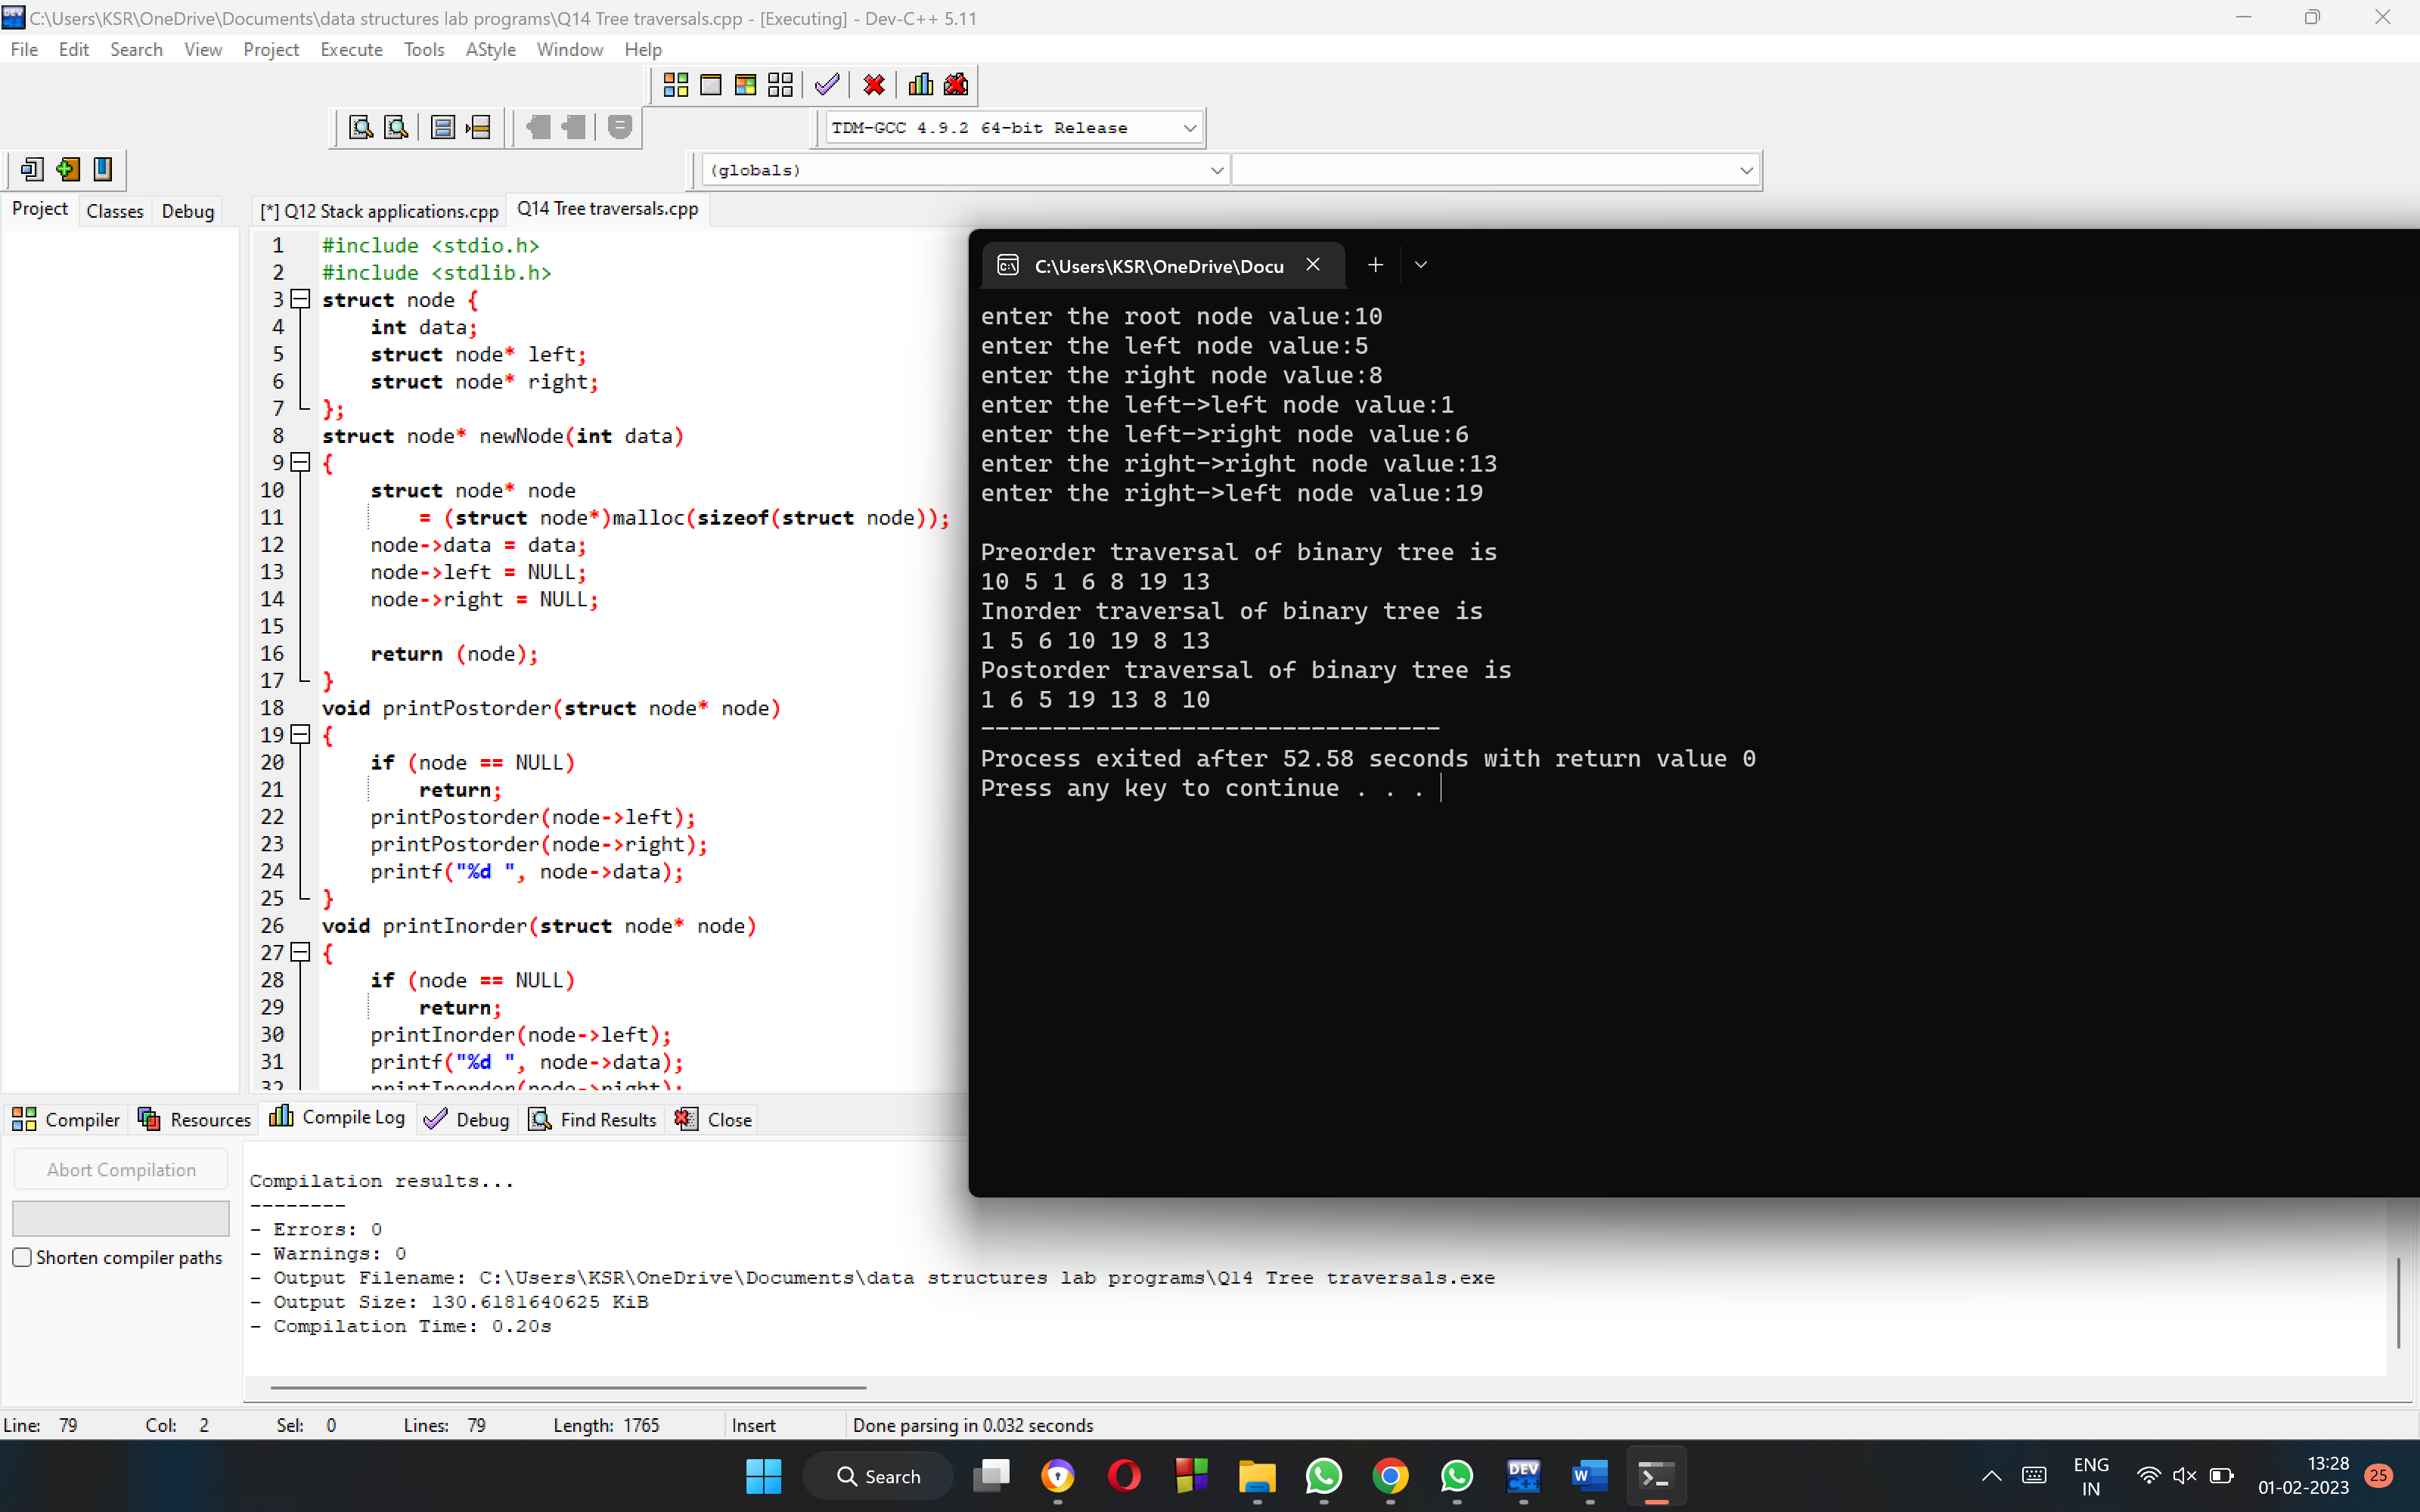 C:\Users\KSR\OneDrive\Documents\data structures lab programs\Q14 Tree traversals.cpp - [Executing] - Dev-C++ 5.11
File Edit Search View Project Execute Tools AStyle Window Help
TDM-GCC 4.9.2 64-bit Release
(globals)
Project Classes Debug
[*] Q12 Stack applications.cpp Q14 Tree traversals.cpp
1 #include <stdio.h>
2 #include <stdlib.h>
3 struct node {
4 int data;
5 struct node* left;
6 struct node* right;
7 };
8 struct node* newNode(int data)
9 {
10 struct node* node
11 = (struct node*)malloc(sizeof(struct node));
12 node->data = data;
13 node->left = NULL;
14 node->right = NULL;
15
16 return (node);
17 }
18 void printPostorder(struct node* node)
19 {
20 if (node == NULL)
21 return;
22 printPostorder(node->left);
23 printPostorder(node->right);
24 printf("%d ", node->data);
25 }
26 void printInorder(struct node* node)
27 {
28 if (node == NULL)
29 return;
30 printInorder(node->left);
31 printf("%d ", node->data);
32 printInorder(node->right);
C:\Users\KSR\OneDrive\Docu
enter the root node value:10
enter the left node value:5
enter the right node value:8
enter the left->left node value:1
enter the left->right node value:6
enter the right->right node value:13
enter the right->left node value:19
Preorder traversal of binary tree is
10 5 1 6 8 19 13
Inorder traversal of binary tree is
1 5 6 10 19 8 13
Postorder traversal of binary tree is
1 6 5 19 13 8 10
--------------------------------
Process exited after 52.58 seconds with return value 0
Press any key to continue . . .
Compiler Resources Compile Log Debug Find Results Close
Abort Compilation
Shorten compiler paths
Compilation results...
--------
- Errors: 0
- Warnings: 0
- Output Filename: C:\Users\KSR\OneDrive\Documents\data structures lab programs\Q14 Tree traversals.exe
- Output Size: 130.6181640625 KiB
- Compilation Time: 0.20s
Line: 79 Col: 2 Sel: 0 Lines: 79 Length: 1765 Insert Done parsing in 0.032 seconds
Search
DEV C++
W
ENG
IN
13:28
01-02-2023
25